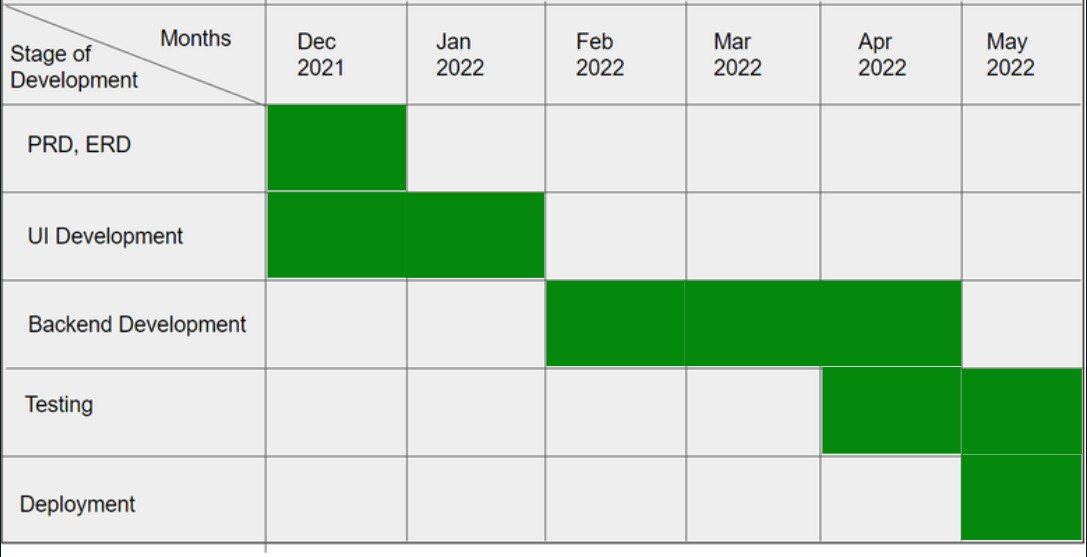 Months
Stage of
Development
Dec
2021
Jan
2022
Feb
2022
Mar
2022
Apr
2022
May
2022
PRD, ERD
UI Development
Backend Development
Testing
Deployment